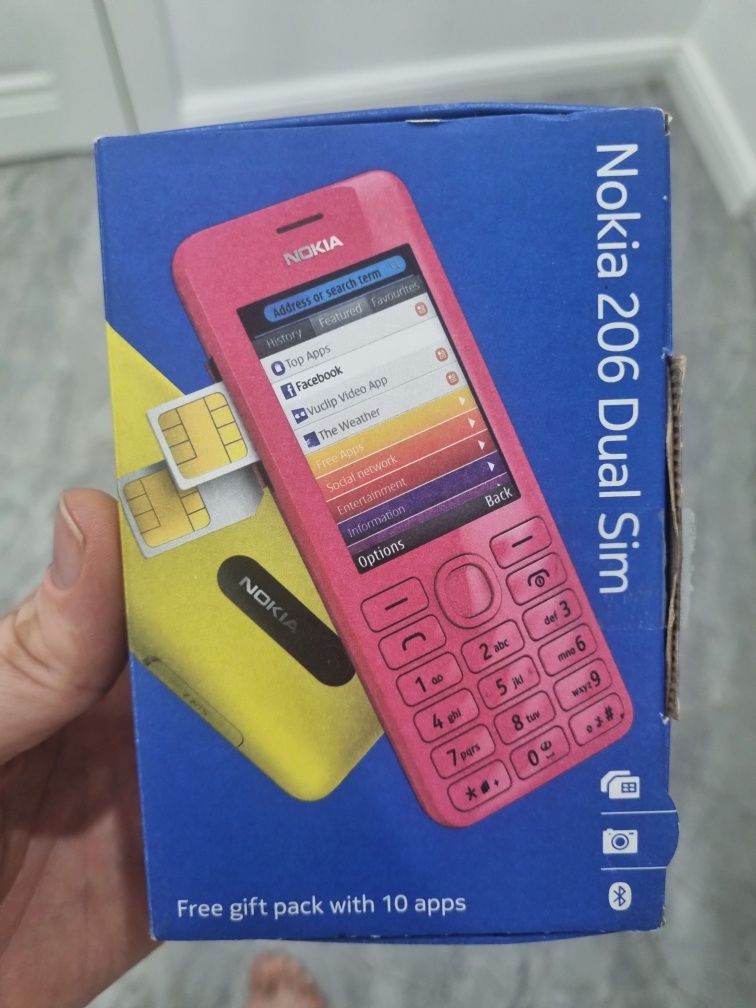 Nokia 206 Dual Sim
NOKIA
Address or search term
History Featured Favourites
Top Apps
Facebook
Vuclip Video App
The Weather
Free Apps
Social network
Entertainment
Information
Options Back
1
2 abc
def 3
4 ghi
5 jkl
mno 6
7 pqrs
8 tuv
wxyz 9
* +
0
#
NOKIA
Free gift pack with 10 apps